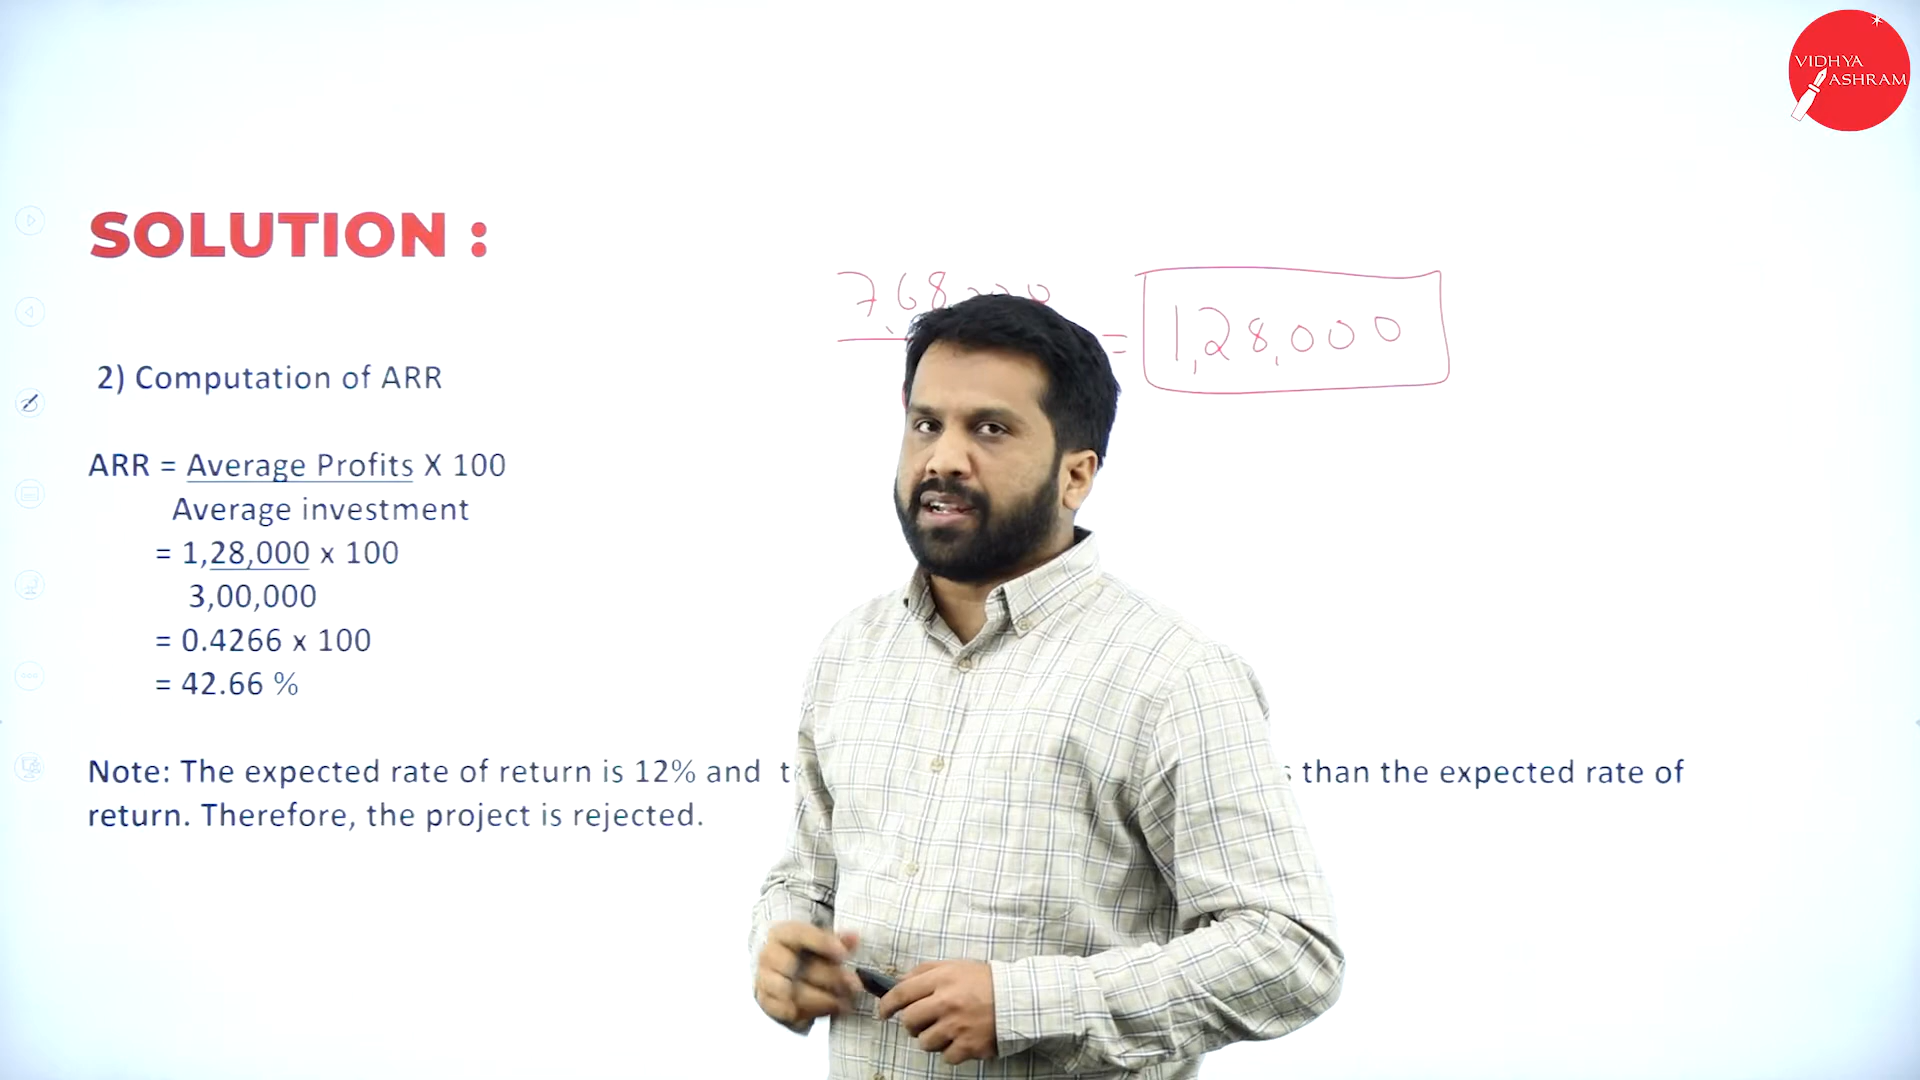 VIDHYA
ASHRAM
SOLUTION :
= 1,28,000
2) Computation of ARR
ARR = Average Profits X 100
Average investment
= 1,28,000 x 100
3,00,000
= 0.4266 x 100
= 42.66 %
Note: The expected rate of return is 12% and than the expected rate of
return. Therefore, the project is rejected.